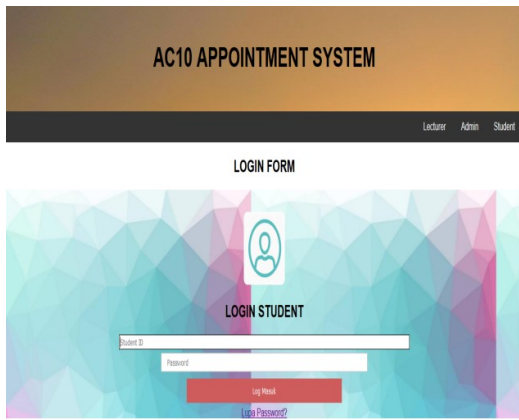 AC10 APPOINTMENT SYSTEM
Lecturer Admin Student
LOGIN FORM
LOGIN STUDENT
Student ID
Password
Log Masuk
Lupa Password?